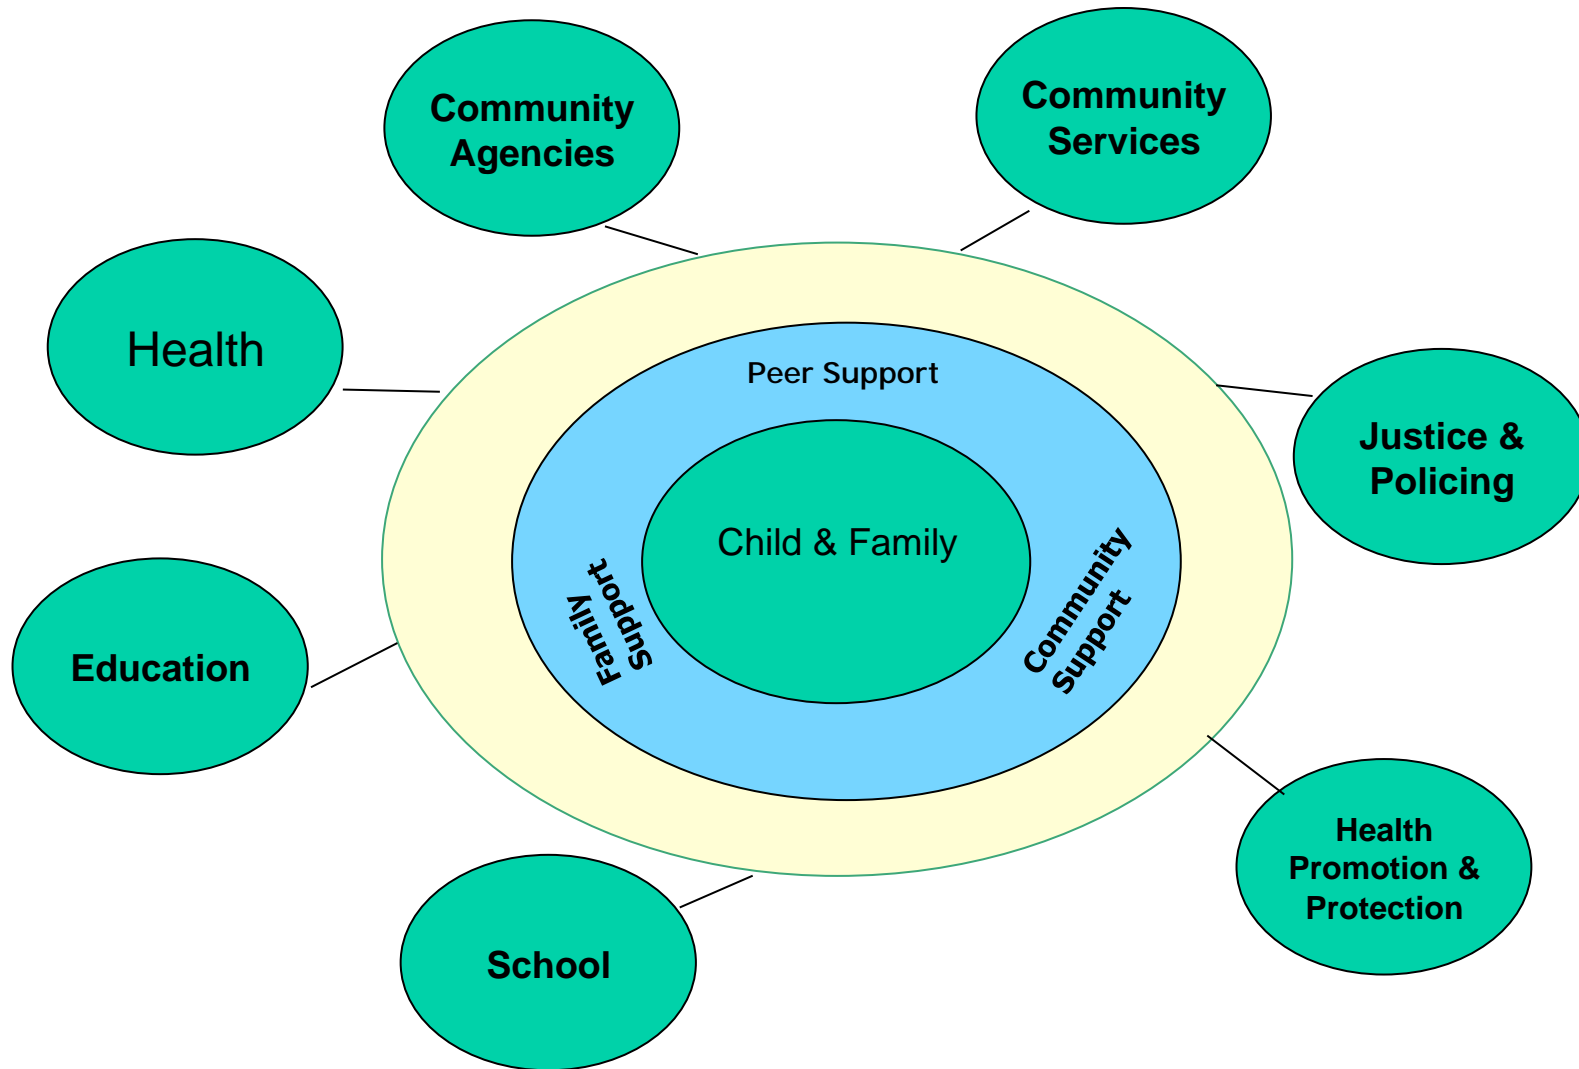 Community
Agencies
Community
Services
Health
Peer Support
Justice &
Policing
Child & Family
Family
Support
Community
Support
Education
Health
Promotion &
Protection
School